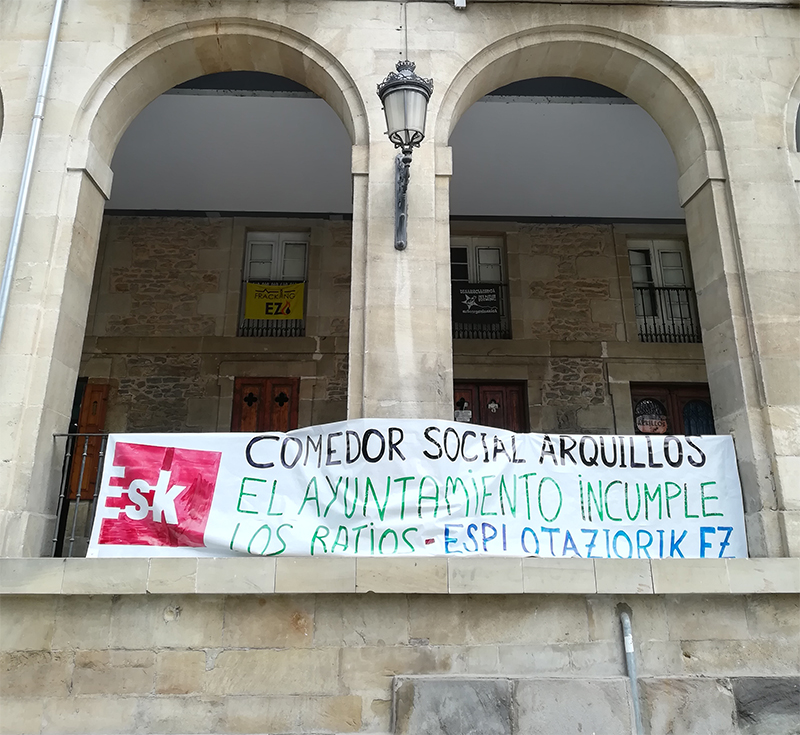 FRACKING
EZ
Esk
COMEDOR SOCIAL ARQUILLOS
EL AYUNTAMIENTO INCUMPLE
LOS RATIOS - ESPLOTAZIORIK EZ